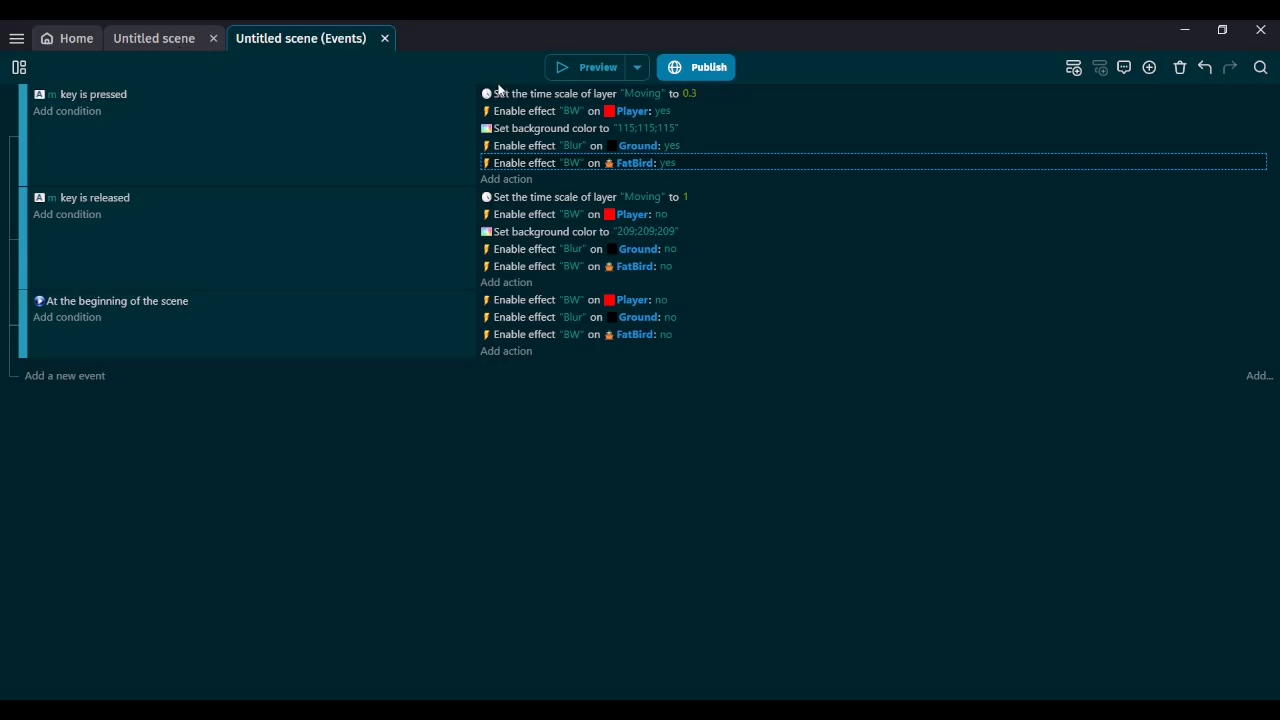 Home
Untitled scene
Untitled scene (Events)
Preview
Publish
m key is pressed
Add condition
Set the time scale of layer "Moving" to 0.3
Enable effect "BW" on Player: yes
Set background color to "115;115;115"
Enable effect "Blur" on Ground: yes
Enable effect "BW" on FatBird: yes
Add action
m key is released
Add condition
Set the time scale of layer "Moving" to 1
Enable effect "BW" on Player: no
Set background color to "209;209;209"
Enable effect "Blur" on Ground: no
Enable effect "BW" on FatBird: no
Add action
At the beginning of the scene
Add condition
Enable effect "BW" on Player: no
Enable effect "Blur" on Ground: no
Enable effect "BW" on FatBird: no
Add action
Add a new event
Add...